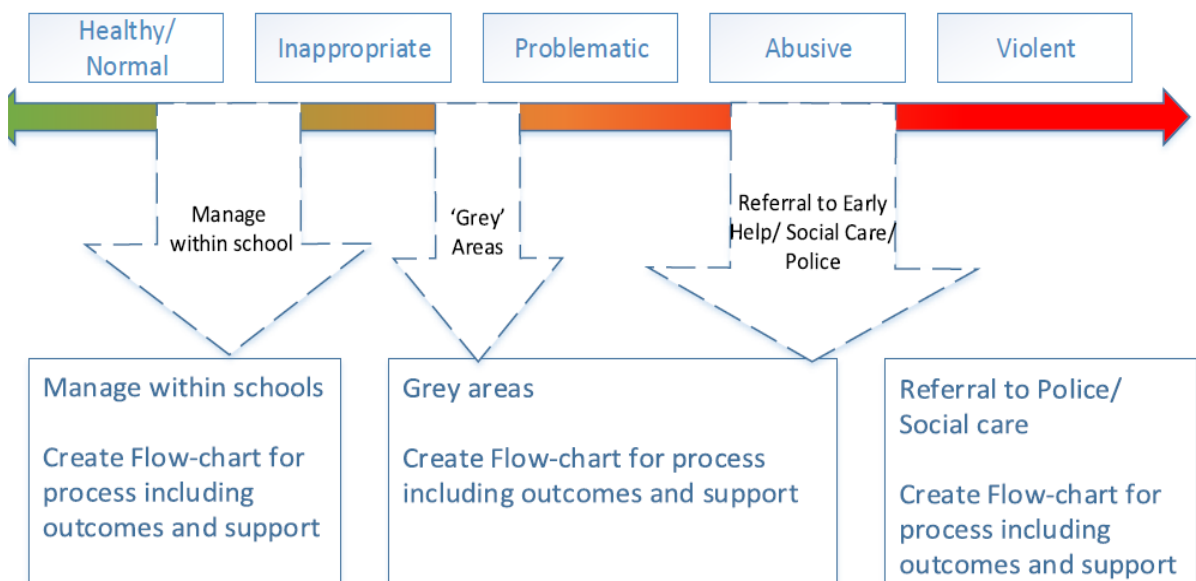 Healthy/
Normal
Inappropriate
Problematic
Abusive
Violent
Manage
within school
‘Grey’
Areas
Referral to Early
Help/ Social Care/
Police
Manage within schools
Create Flow-chart for
process including
outcomes and support
Grey areas
Create Flow-chart for process
including outcomes and support
Referral to Police/
Social care
Create Flow-chart for
process including
outcomes and support